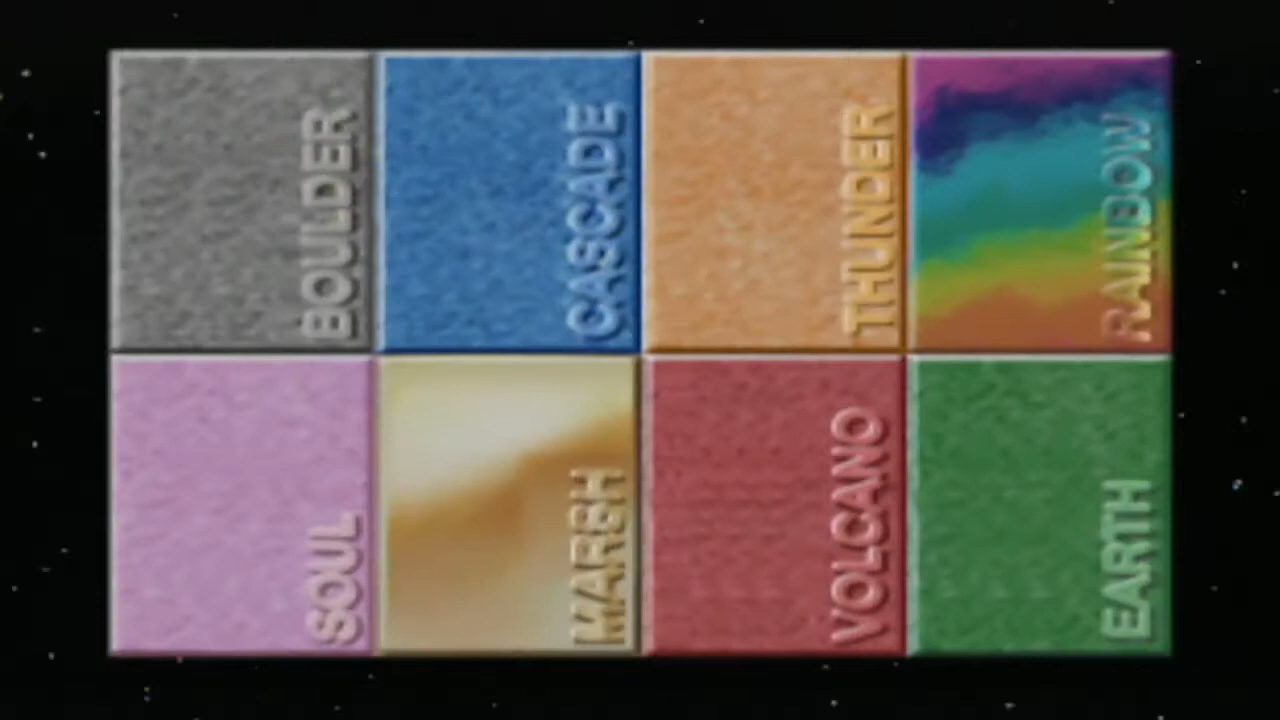 BOULDER
CASCADE
THUNDER
RAINBOW
SOUL
MARSH
VOLCANO
EARTH